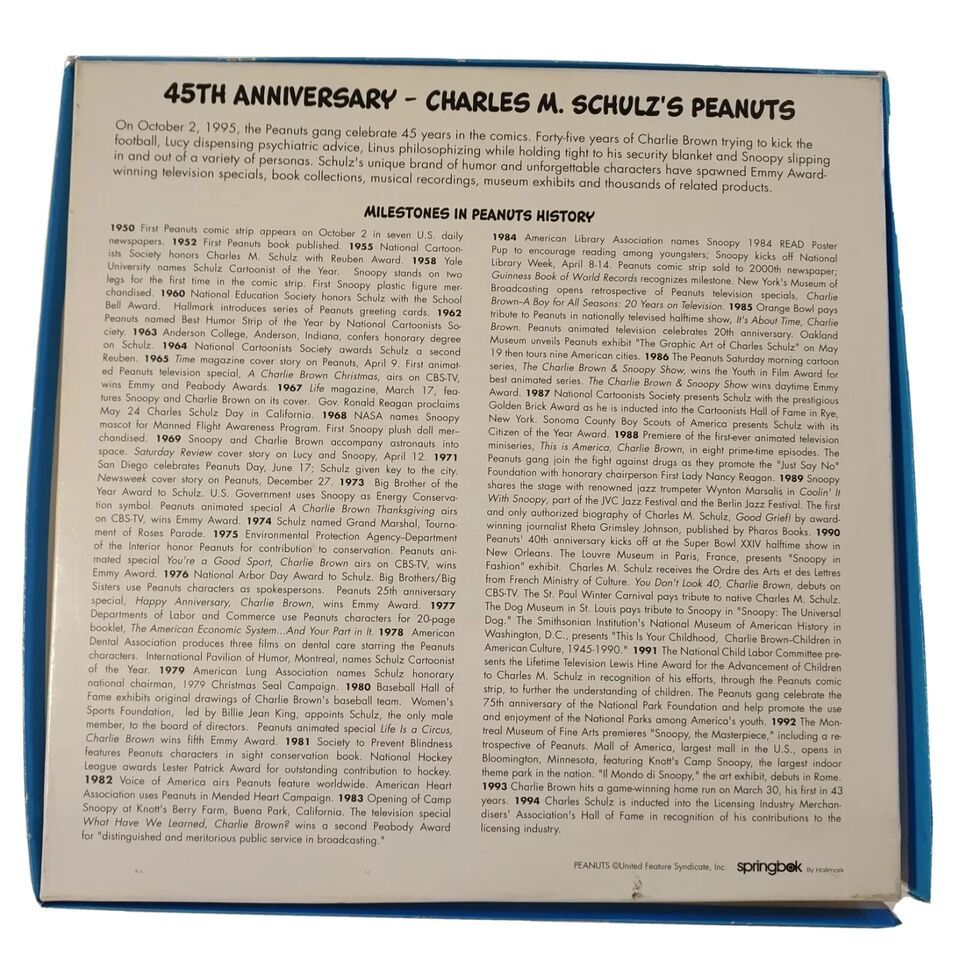 45TH ANNIVERSARY - CHARLES M. SCHULZ'S PEANUTS
On October 2, 1995, the Peanuts gang celebrate 45 years in the comics. Forty-five years of Charlie Brown trying to kick the
football, Lucy dispensing psychiatric advice, Linus philosophizing while holding tight to his security blanket and Snoopy slipping
in and out of a variety of personas. Schulz's unique brand of humor and unforgettable characters have spawned Emmy Award-
winning television specials, book collections, musical recordings, museum exhibits and thousands of related products.
MILESTONES IN PEANUTS HISTORY
1950 First Peanuts comic strip appears on October 2 in seven U.S. daily
newspapers. 1952 First Peanuts book published. 1955 National Cartoon-
ists Society honors Charles M. Schulz with Reuben Award. 1958 Yale
University names Schulz Cartoonist of the Year. Snoopy stands on two
legs for the first time in the comic strip. First Snoopy plastic figure mer-
chandised. 1960 National Education Society honors Schulz with the School
Bell Award. Hallmark introduces series of Peanuts greeting cards. 1962
Peanuts named Best Humor Strip of the Year by National Cartoonists So-
ciety. 1963 Anderson College, Anderson, Indiana, confers honorary degree
on Schulz. 1964 National Cartoonists Society awards Schulz a second
Reuben. 1965 Time magazine cover story on Peanuts, April 9. First animat-
ed Peanuts television special, A Charlie Brown Christmas, airs on CBS-TV,
wins Emmy and Peabody Awards. 1967 Life magazine, March 17, fea-
tures Snoopy and Charlie Brown on its cover. Gov. Ronald Reagan proclaims
May 24 Charles Schulz Day in California. 1968 NASA names Snoopy
mascot for Manned Flight Awareness Program. First Snoopy plush doll mer-
chandised. 1969 Snoopy and Charlie Brown accompany astronauts into
space. Saturday Review cover story on Lucy and Snoopy, April 12. 1971
San Diego celebrates Peanuts Day, June 17; Schulz given key to the city.
Newsweek cover story on Peanuts, December 27. 1973 Big Brother of the
Year Award to Schulz. U.S. Government uses Snoopy as Energy Conserva-
tion symbol. Peanuts animated special A Charlie Brown Thanksgiving airs
on CBS-TV, wins Emmy Award. 1974 Schulz named Grand Marshal, Tourna-
ment of Roses Parade. 1975 Environmental Protection Agency-Department
of the Interior honor Peanuts for contribution to conservation. Peanuts ani-
mated special You're a Good Sport, Charlie Brown airs on CBS-TV, wins
Emmy Award. 1976 National Arbor Day Award to Schulz. Big Brothers/Big
Sisters use Peanuts characters as spokespersons. Peanuts 25th anniversary
special, Happy Anniversary, Charlie Brown, wins Emmy Award. 1977
Departments of Labor and Commerce use Peanuts characters for 20-page
booklet, The American Economic System...And Your Part in It. 1978 American
Dental Association produces three films on dental care starring the Peanuts
characters. International Pavilion of Humor, Montreal, names Schulz Cartoonist
of the Year. 1979 American Lung Association names Schulz honorary
national chairman, 1979 Christmas Seal Campaign. 1980 Baseball Hall of
Fame exhibits original drawings of Charlie Brown's baseball team. Women's
Sports Foundation, led by Billie Jean King, appoints Schulz, the only male
member, to the board of directors. Peanuts animated special Life Is a Circus,
Charlie Brown wins fifth Emmy Award. 1981 Society to Prevent Blindness
features Peanuts characters in sight conservation book. National Hockey
League awards Lester Patrick Award for outstanding contribution to hockey.
1982 Voice of America airs Peanuts feature worldwide. American Heart
Association uses Peanuts in Mended Heart Campaign. 1983 Opening of Camp
Snoopy at Knott's Berry Farm, Buena Park, California. The television special
What Have We Learned, Charlie Brown? wins a second Peabody Award
for "distinguished and meritorious public service in broadcasting."
1984 American Library Association names Snoopy 1984 READ Poster
Pup to encourage reading among youngsters; Snoopy kicks off National
Library Week, April 8-14. Peanuts comic strip sold to 2000th newspaper;
Guinness Book of World Records recognizes milestone. New York's Museum of
Broadcasting opens retrospective of Peanuts television specials, Charlie
Brown-A Boy for All Seasons: 20 Years on Television. 1985 Orange Bowl pays
tribute to Peanuts in nationally televised halftime show, It's About Time, Charlie
Brown. Peanuts animated television celebrates 20th anniversary. Oakland
Museum unveils Peanuts exhibit "The Graphic Art of Charles Schulz" on May
19 then tours nine American cities. 1986 The Peanuts Saturday morning cartoon
series, The Charlie Brown & Snoopy Show, wins the Youth in Film Award for
best animated series. The Charlie Brown & Snoopy Show wins daytime Emmy
Award. 1987 National Cartoonists Society presents Schulz with the prestigious
Golden Brick Award as he is inducted into the Cartoonists Hall of Fame in Rye,
New York. Sonoma County Boy Scouts of America presents Schulz with its
Citizen of the Year Award. 1988 Premiere of the first-ever animated television
miniseries, This is America, Charlie Brown, in eight prime-time episodes. The
Peanuts gang join the fight against drugs as they promote the "Just Say No"
Foundation with honorary chairperson First Lady Nancy Reagan. 1989 Snoopy
shares the stage with renowned jazz trumpeter Wynton Marsalis in Coolin' It
With Snoopy, part of the JVC Jazz Festival and the Berlin Jazz Festival. The first
and only authorized biography of Charles M. Schulz, Good Grief! by award-
winning journalist Rheta Grimsley Johnson, published by Pharos Books. 1990
Peanuts' 40th anniversary kicks off at the Super Bowl XXIV halftime show in
New Orleans. The Louvre Museum in Paris, France, presents "Snoopy in
Fashion" exhibit. Charles M. Schulz receives the Ordre des Arts et des Lettres
from French Ministry of Culture. You Don't Look 40, Charlie Brown, debuts on
CBS-TV. The St. Paul Winter Carnival pays tribute to native Charles M. Schulz.
The Dog Museum in St. Louis pays tribute to Snoopy in "Snoopy: The Universal
Dog." The Smithsonian Institution's National Museum of American History in
Washington, D.C., presents "This Is Your Childhood, Charlie Brown-Children in
American Culture, 1945-1990." 1991 The National Child Labor Committee pre-
sents the Lifetime Television Lewis Hine Award for the Advancement of Children
to Charles M. Schulz in recognition of his efforts, through the Peanuts comic
strip, to further the understanding of children. The Peanuts gang celebrate the
75th anniversary of the National Park Foundation and help promote the use
and enjoyment of the National Parks among America's youth. 1992 The Mon-
treal Museum of Fine Arts premieres "Snoopy, the Masterpiece," including a re-
trospective of Peanuts. Mall of America, largest mall in the U.S., opens in
Bloomington, Minnesota, featuring Knott's Camp Snoopy, the largest indoor
theme park in the nation. "Il Mondo di Snoopy," the art exhibit, debuts in Rome.
1993 Charlie Brown hits a game-winning home run on March 30, his first in 43
years. 1994 Charles Schulz is inducted into the Licensing Industry Merchan-
disers' Association's Hall of Fame in recognition of his contributions to the
licensing industry.
PEANUTS ©United Feature Syndicate, Inc. springbok By Hallmark